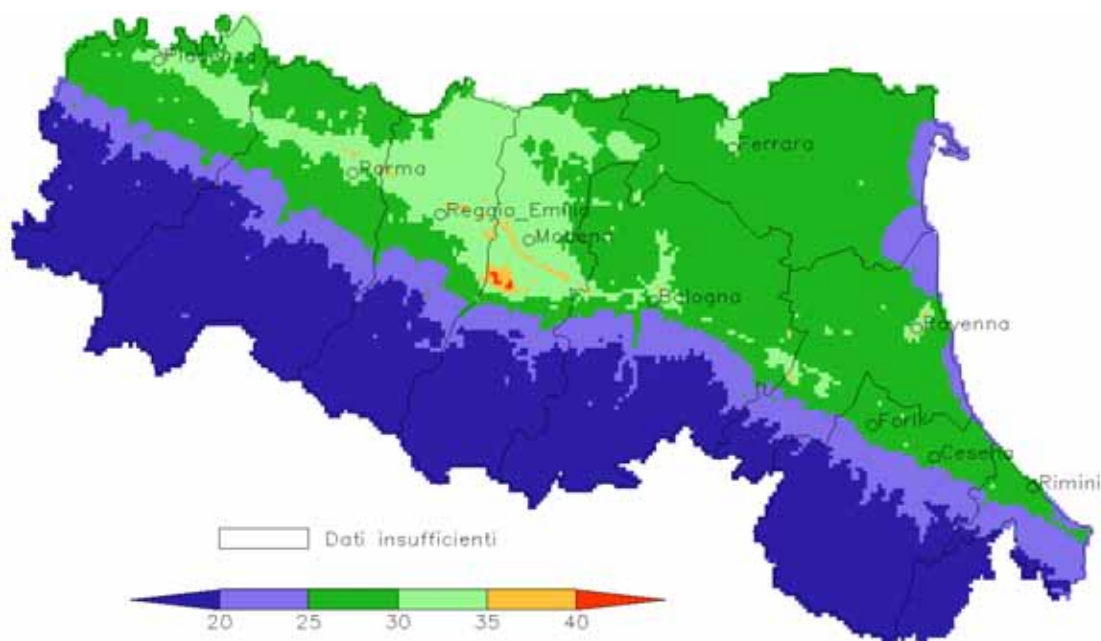 Piacenza
Parma
Ferrara
Reggio_Emilia
Modena
Bologna
Ravenna
Forlì
Cesena
Rimini
Dati insufficienti
20 25 30 35 40